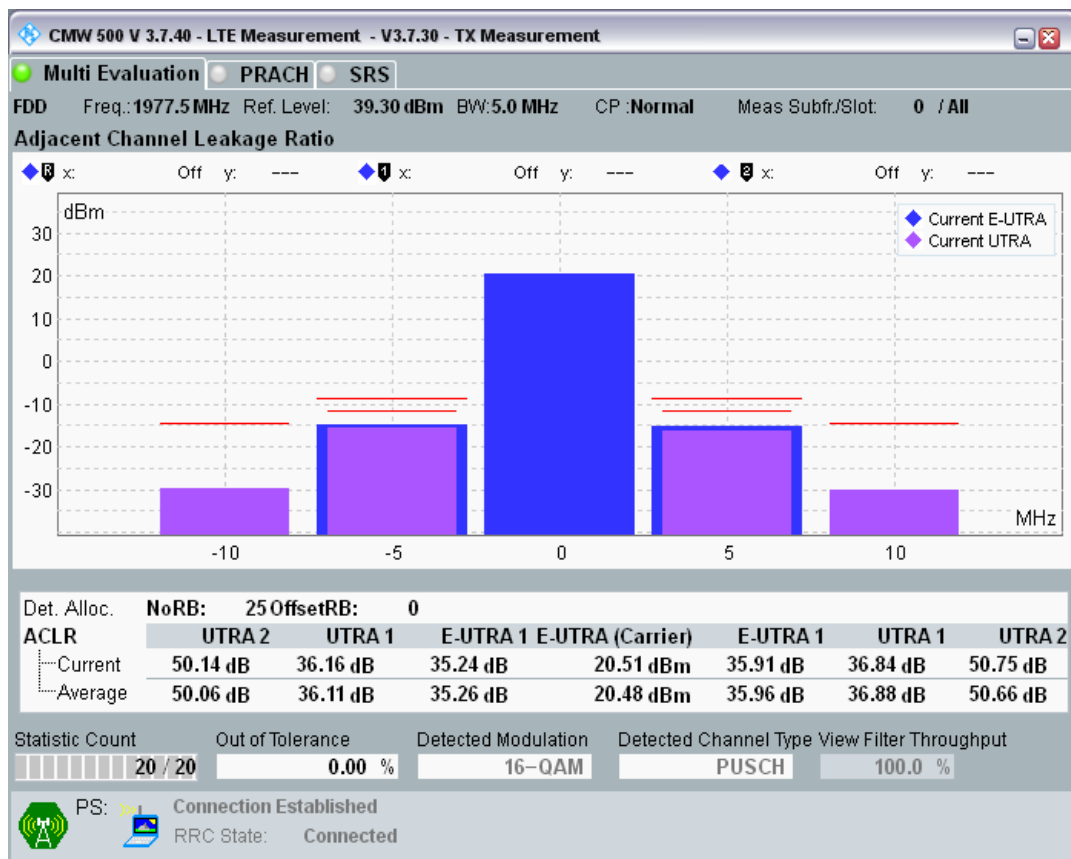 CMW 500 V 3.7.40 - LTE Measurement - V3.7.30 - TX Measurement
Multi Evaluation PRACH SRS
FDD Freq.:1977.5 MHz Ref. Level: 39.30 dBm BW:5.0 MHz CP :Normal Meas Subfr./Slot: 0 / All
Adjacent Channel Leakage Ratio
R x: Off y: --- 1 x: Off y: --- 2 x: Off y: ---
dBm
Current E-UTRA
Current UTRA
30
20
10
0
-10
-20
-30
MHz
-10 -5 0 5 10
Det. Alloc. NoRB: 25 OffsetRB: 0
ACLR UTRA 2 UTRA 1 E-UTRA 1 E-UTRA (Carrier) E-UTRA 1 UTRA 1 UTRA 2
Current 50.14 dB 36.16 dB 35.24 dB 20.51 dBm 35.91 dB 36.84 dB 50.75 dB
Average 50.06 dB 36.11 dB 35.26 dB 20.48 dBm 35.96 dB 36.88 dB 50.66 dB
Statistic Count Out of Tolerance Detected Modulation Detected Channel Type View Filter Throughput
20 / 20 0.00 % 16-QAM PUSCH 100.0 %
PS: Connection Established
RRC State: Connected